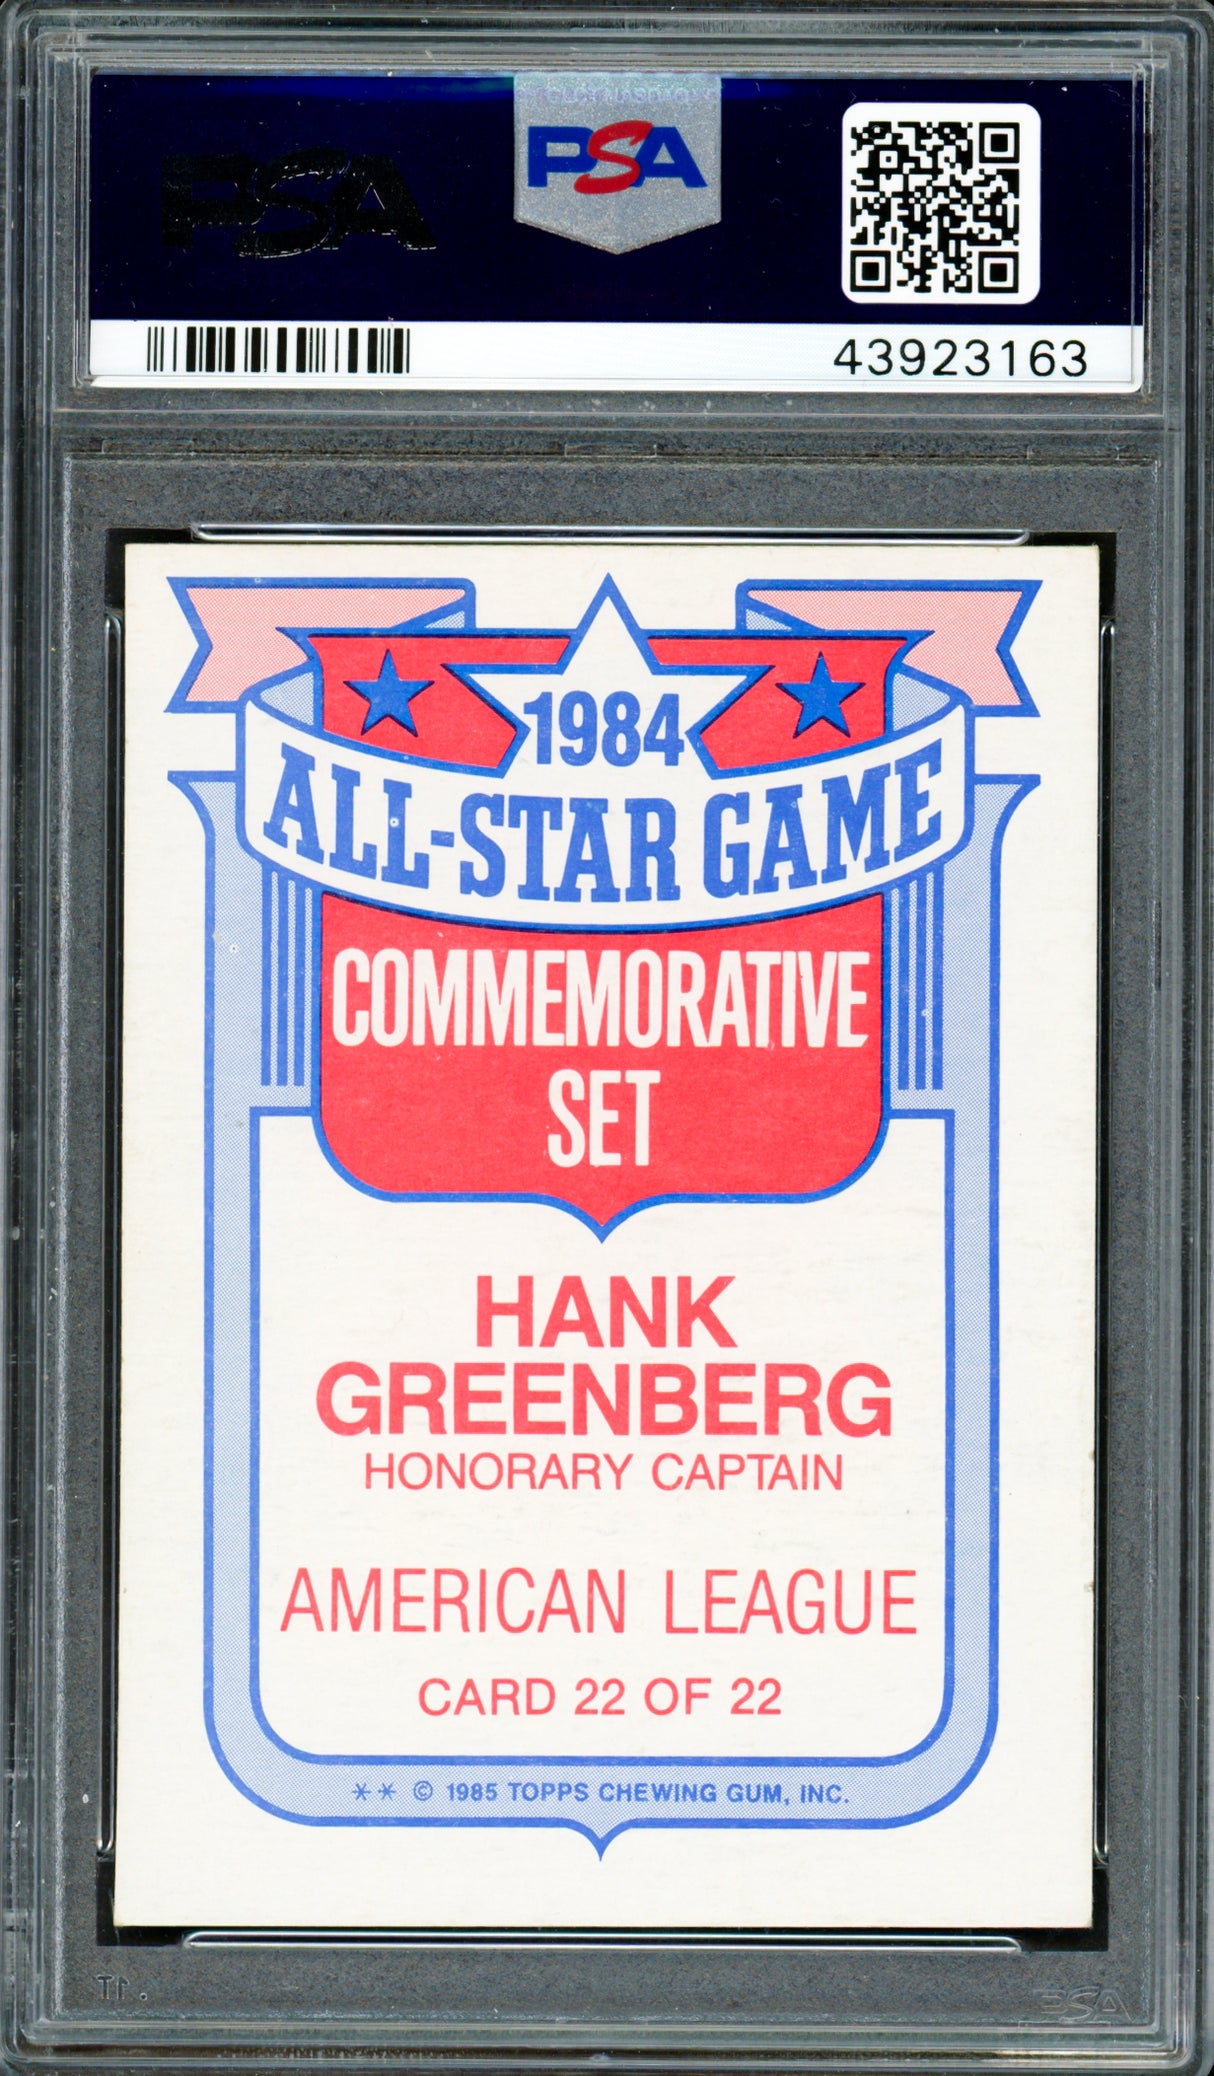 PSA
PSA
43923163
1984
ALL-STAR GAME
COMMEMORATIVE
SET
HANK
GREENBERG
HONORARY CAPTAIN
AMERICAN LEAGUE
CARD 22 OF 22
** © 1985 TOPPS CHEWING GUM, INC.
PSA